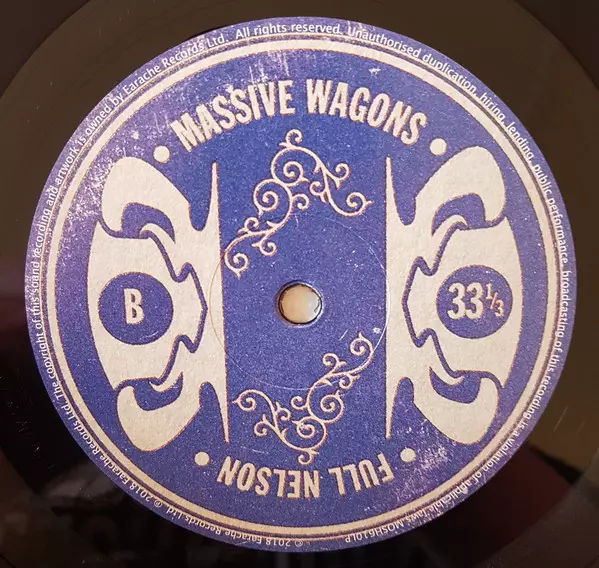 MASSIVE WAGONS
B
33⅓
FULL NELSON
℗ 2018 Earache Records Ltd. © 2018 Earache Records Ltd. The copyright of this sound recording and artwork is owned by Earache Records Ltd. All rights reserved. Unauthorised duplication, hiring, lending, public performance, broadcasting of this recording is a violation of applicable laws. MOSH610LP